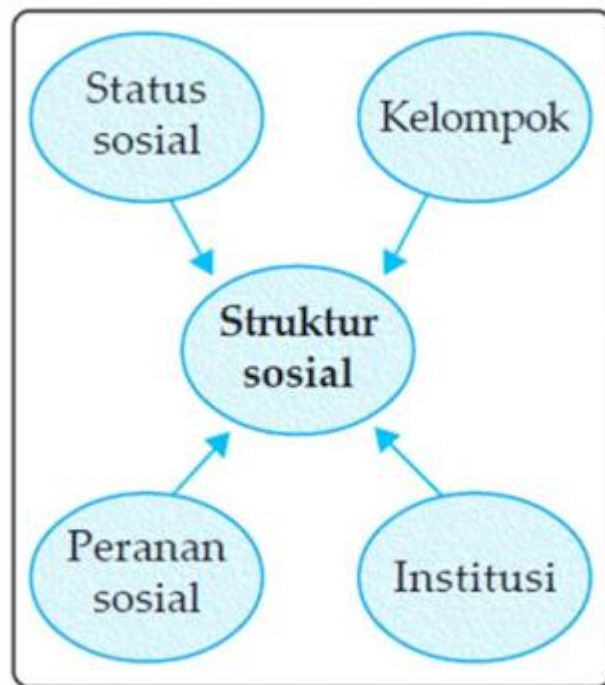 Status
sosial
Kelompok
Struktur
sosial
Peranan
sosial
Institusi